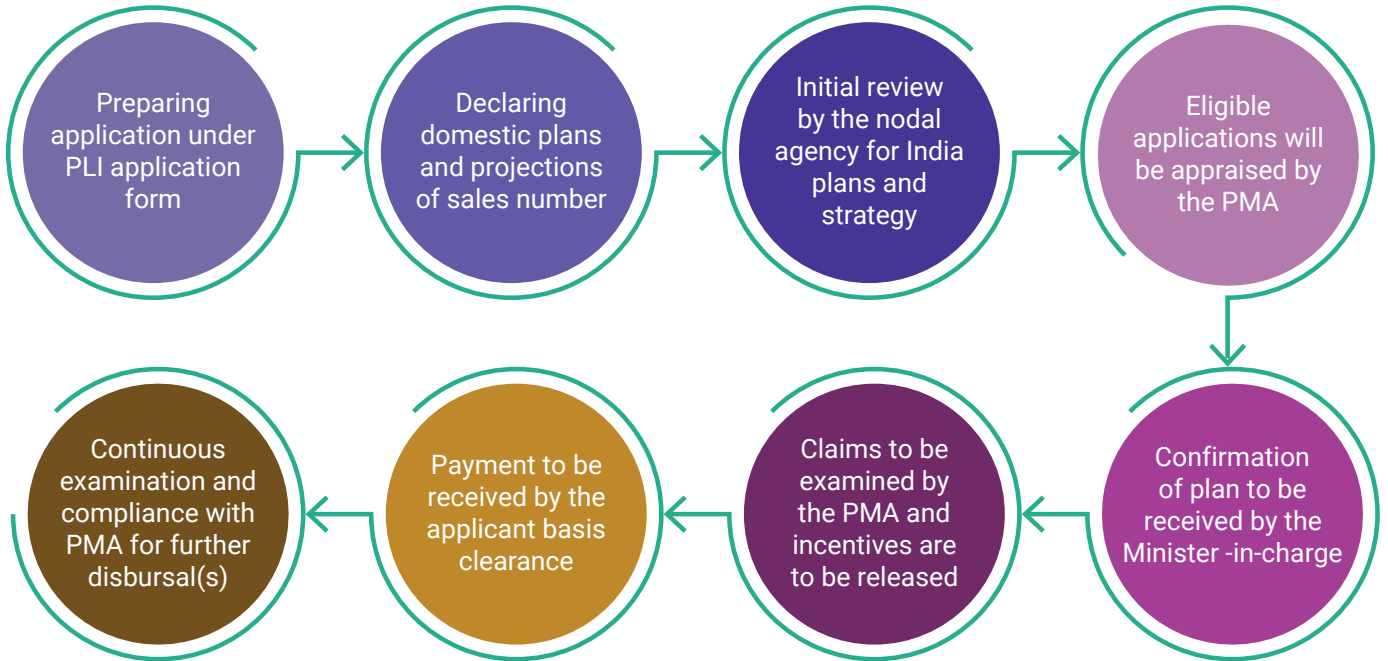 Preparing
application under
PLI application
form
Declaring
domestic plans
and projections
of sales number
Initial review
by the nodal
agency for India
plans and
strategy
Eligible
applications will
be appraised by
the PMA
Confirmation
of plan to be
received by the
Minister -in-charge
Claims to be
examined by
the PMA and
incentives are
to be released
Payment to be
received by the
applicant basis
clearance
Continuous
examination and
compliance with
PMA for further
disbursal(s)